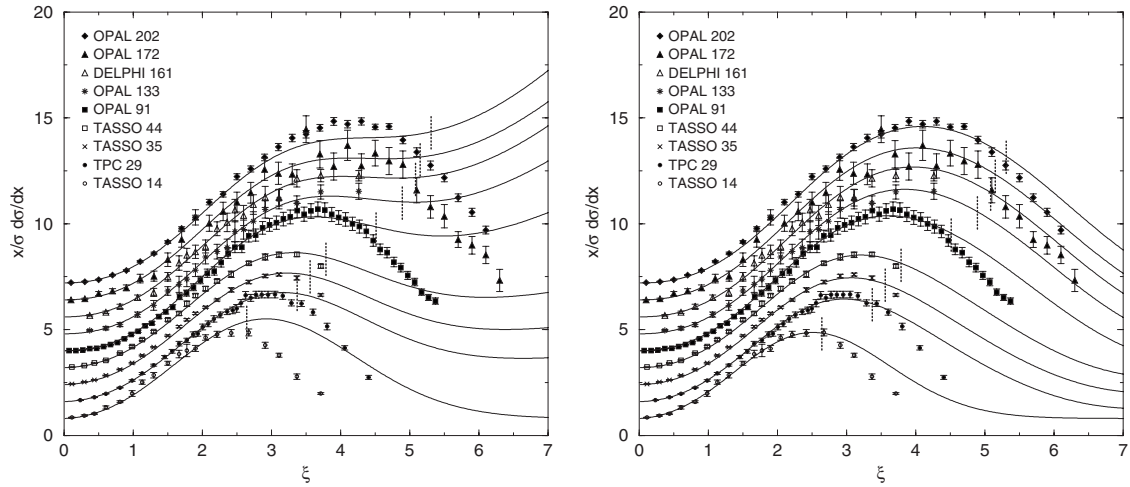 20
15
10
5
0
x/σ dσ/dx
OPAL 202
OPAL 172
DELPHI 161
OPAL 133
OPAL 91
TASSO 44
TASSO 35
TPC 29
TASSO 14
0 1 2 3 4 5 6 7
ξ
20
15
10
5
0
x/σ dσ/dx
OPAL 202
OPAL 172
DELPHI 161
OPAL 133
OPAL 91
TASSO 44
TASSO 35
TPC 29
TASSO 14
0 1 2 3 4 5 6 7
ξ